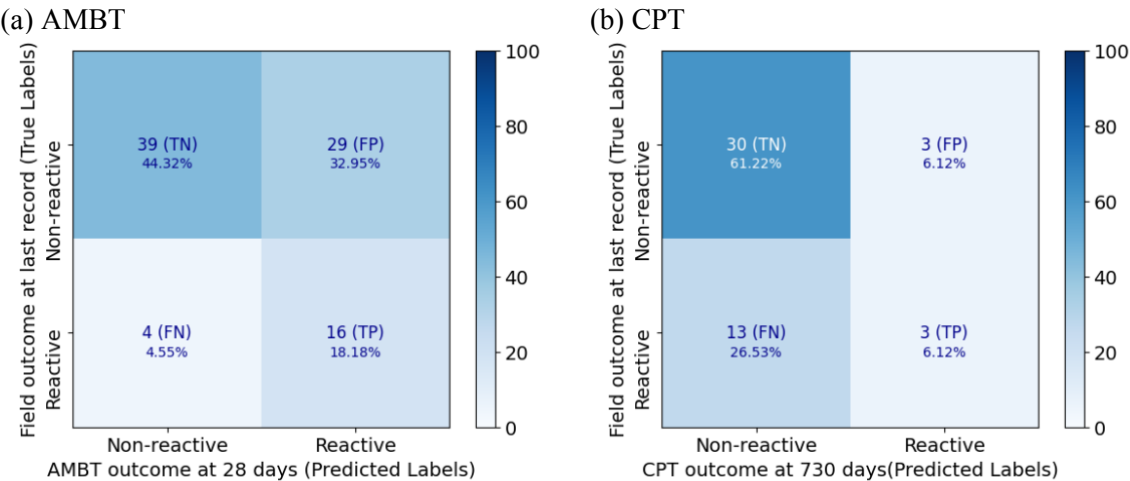 (a) AMBT
Field outcome at last record (True Labels)
Non-reactive
Reactive
39 (TN)
44.32%
29 (FP)
32.95%
4 (FN)
4.55%
16 (TP)
18.18%
Non-reactive
Reactive
AMBT outcome at 28 days (Predicted Labels)
100
80
60
40
20
0
(b) CPT
Field outcome at last record (True Labels)
Non-reactive
Reactive
30 (TN)
61.22%
3 (FP)
6.12%
13 (FN)
26.53%
3 (TP)
6.12%
Non-reactive
Reactive
CPT outcome at 730 days(Predicted Labels)
100
80
60
40
20
0